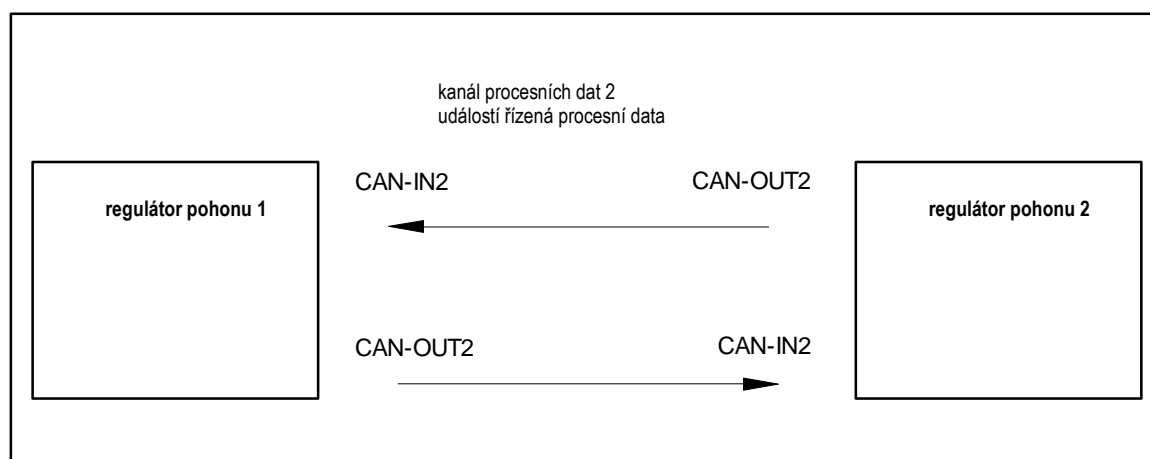 kanál procesních dat 2
událostí řízená procesní data
CAN-IN2
CAN-OUT2
regulátor pohonu 1
regulátor pohonu 2
CAN-OUT2
CAN-IN2